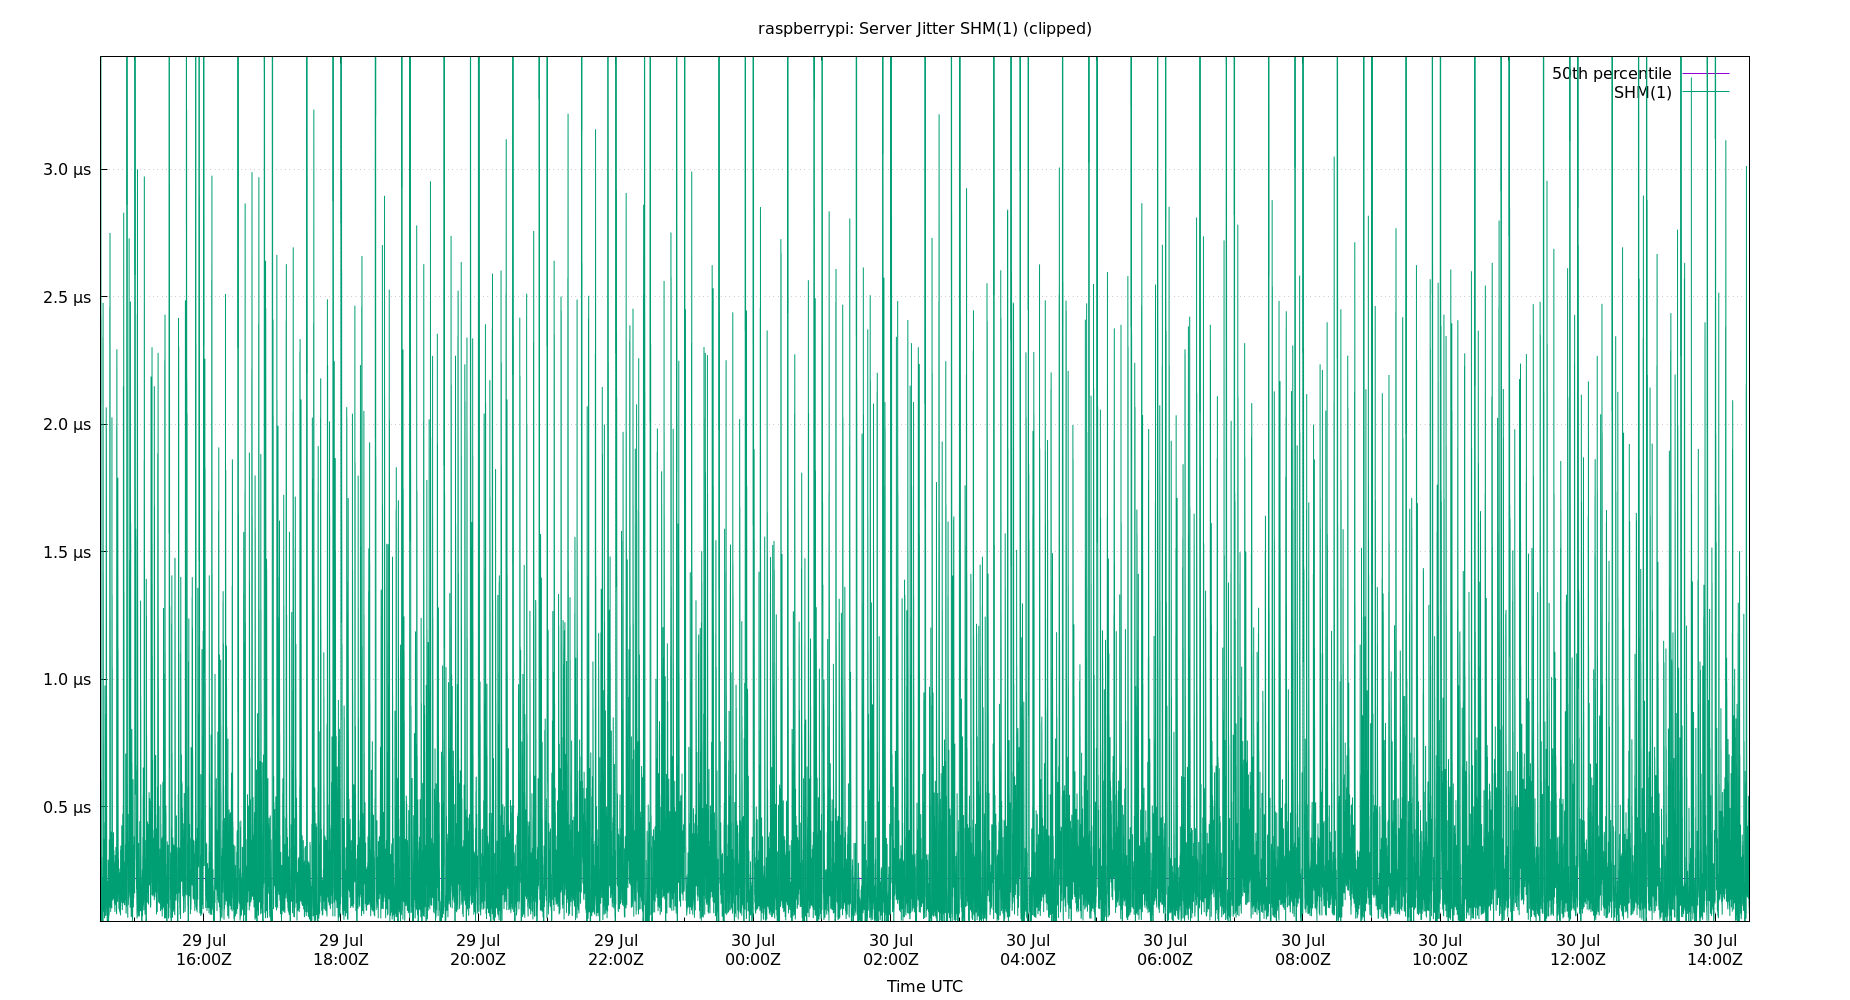 raspberrypi: Server Jitter SHM(1) (clipped)
50th percentile
SHM(1)
3.0 µs
2.5 µs
2.0 µs
1.5 µs
1.0 µs
0.5 µs
29 Jul 29 Jul 29 Jul 29 Jul 30 Jul 30 Jul 30 Jul 30 Jul 30 Jul 30 Jul 30 Jul 30 Jul
16:00Z 18:00Z 20:00Z 22:00Z 00:00Z 02:00Z 04:00Z 06:00Z 08:00Z 10:00Z 12:00Z 14:00Z
Time UTC